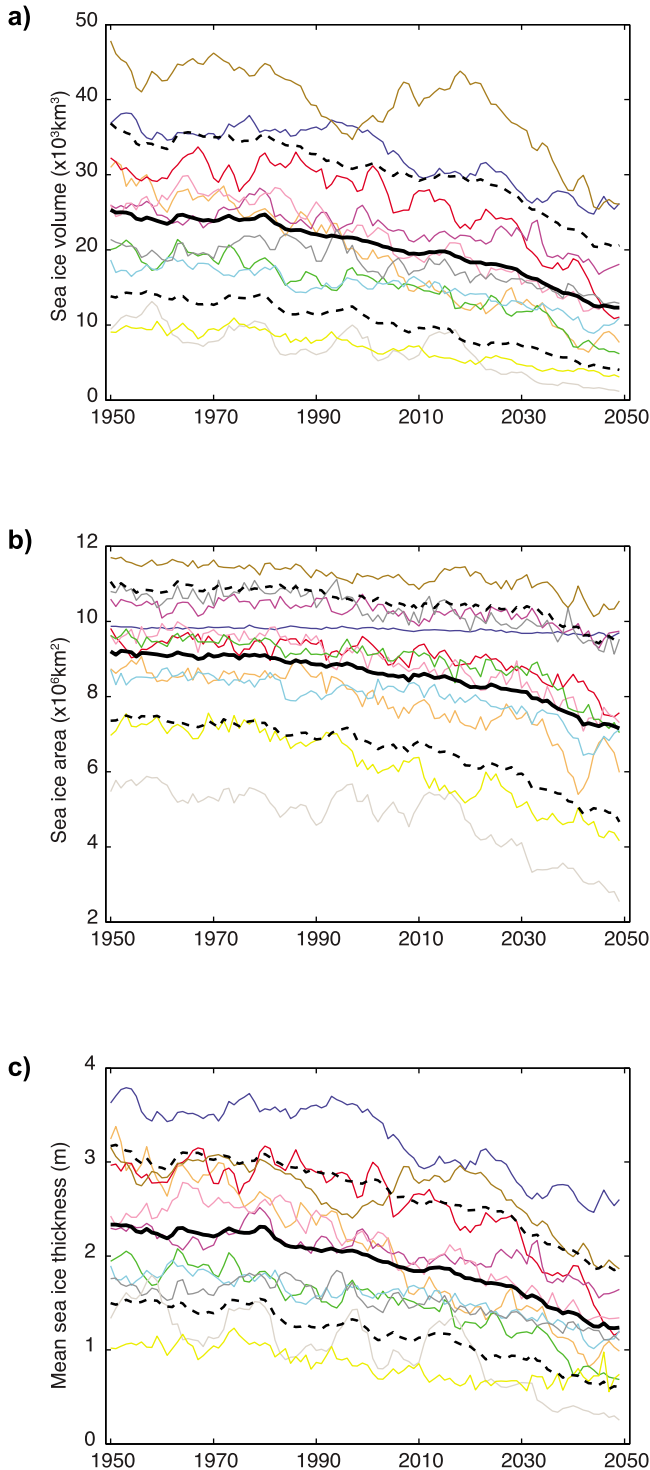 a)
Sea ice volume (x10³km³)
50
40
30
20
10
0
1950 1970 1990 2010 2030 2050
b)
Sea ice area (x10⁶km²)
12
10
8
6
4
2
1950 1970 1990 2010 2030 2050
c)
Mean sea ice thickness (m)
4
3
2
1
0
1950 1970 1990 2010 2030 2050